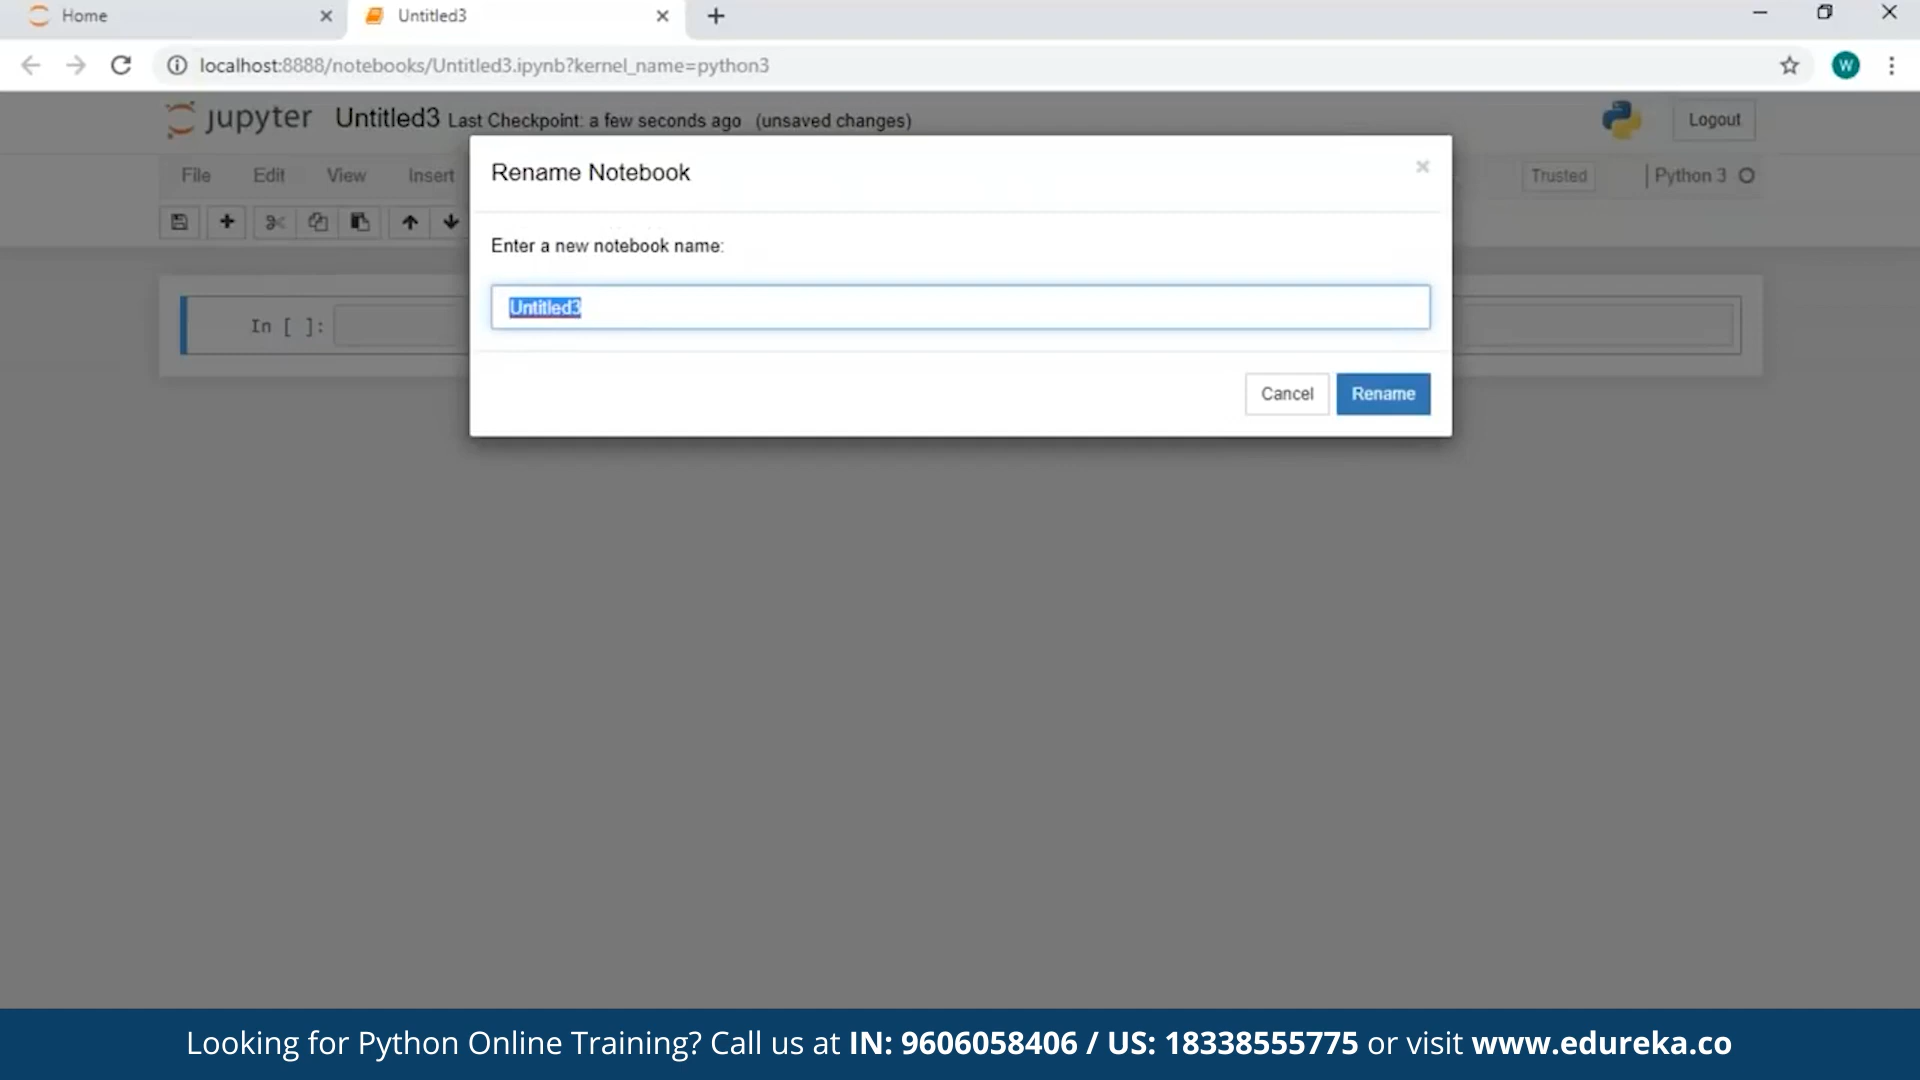 Home
Untitled3
localhost:8888/notebooks/Untitled3.ipynb?kernel_name=python3
W
jupyter Untitled3 Last Checkpoint: a few seconds ago (unsaved changes)
Logout
File Edit View Insert
Trusted
Python 3
Rename Notebook
Enter a new notebook name:
Untitled3
In [ ]:
Cancel Rename
Looking for Python Online Training? Call us at IN: 9606058406 / US: 18338555775 or visit www.edureka.co